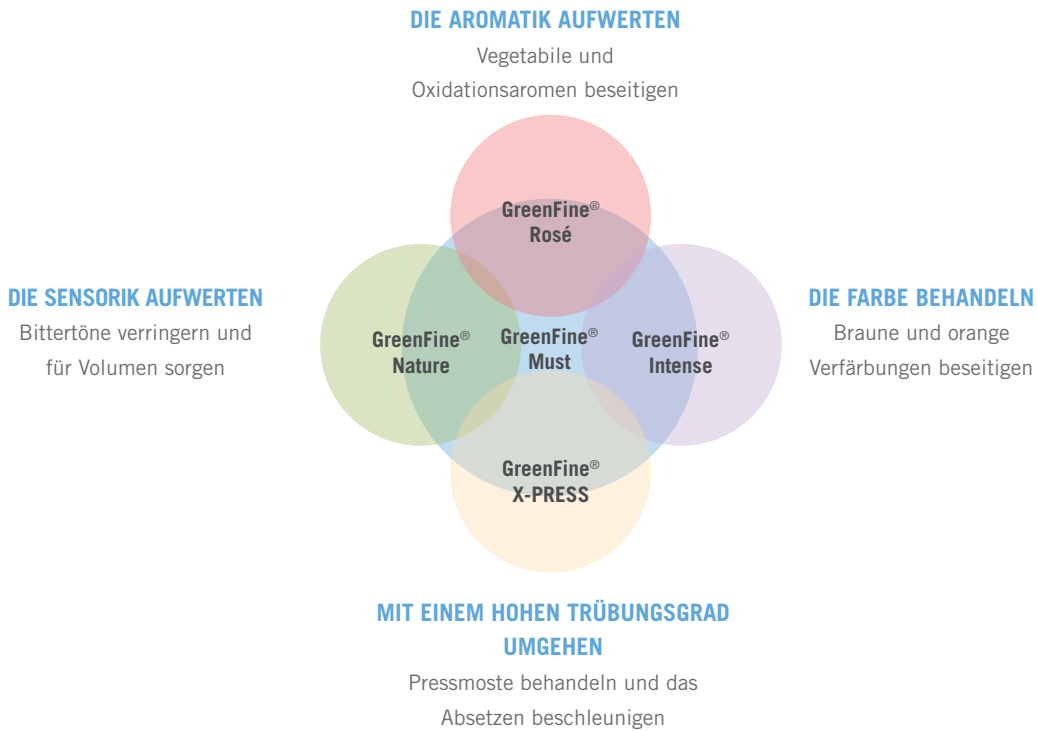 DIE AROMATIK AUFWERTEN
Vegetabile und
Oxidationsaromen beseitigen
GreenFine®
Rosé
DIE SENSORIK AUFWERTEN
Bittertöne verringern und
für Volumen sorgen
GreenFine®
Nature
GreenFine®
Must
GreenFine®
Intense
DIE FARBE BEHANDELN
Braune und orange
Verfärbungen beseitigen
GreenFine®
X-PRESS
MIT EINEM HOHEN TRÜBUNGSGRAD
UMGEHEN
Pressmoste behandeln und das
Absetzen beschleunigen